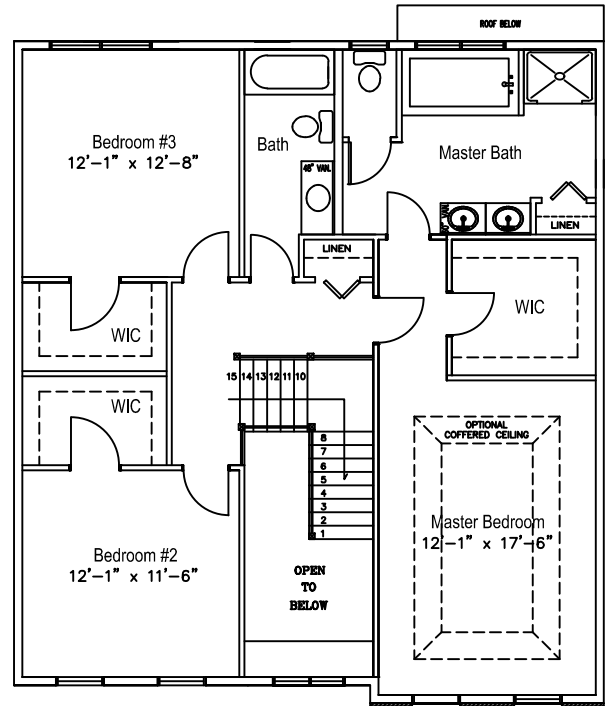 ROOF BELOW
Bedroom #3
12'-1" x 12'-8"
Bath
48" VAN.
Master Bath
60" VAN.
LINEN
LINEN
WIC
WIC
WIC
15 14 13 12 11 10
8
7
6
5
4
3
2
1
OPTIONAL
COFFERED CEILING
Master Bedroom
12'-1" x 17'-6"
Bedroom #2
12'-1" x 11'-6"
OPEN
TO
BELOW